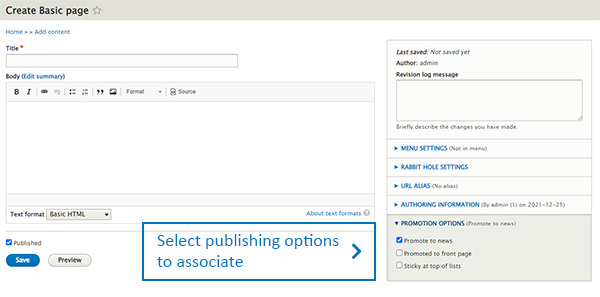 Create Basic page
Home » » Add content
Title *
Body (Edit summary)
B I Format Source
Text format Basic HTML
About text formats ?
Published
Save Preview
Select publishing options
to associate
Last saved: Not saved yet
Author: admin
Revision log message
Briefly describe the changes you have made.
MENU SETTINGS (Not in menu)
RABBIT HOLE SETTINGS
URL ALIAS (No alias)
AUTHORING INFORMATION (By admin (1) on 2021-12-25)
PROMOTION OPTIONS (Promote to news)
Promote to news
Promoted to front page
Sticky at top of lists